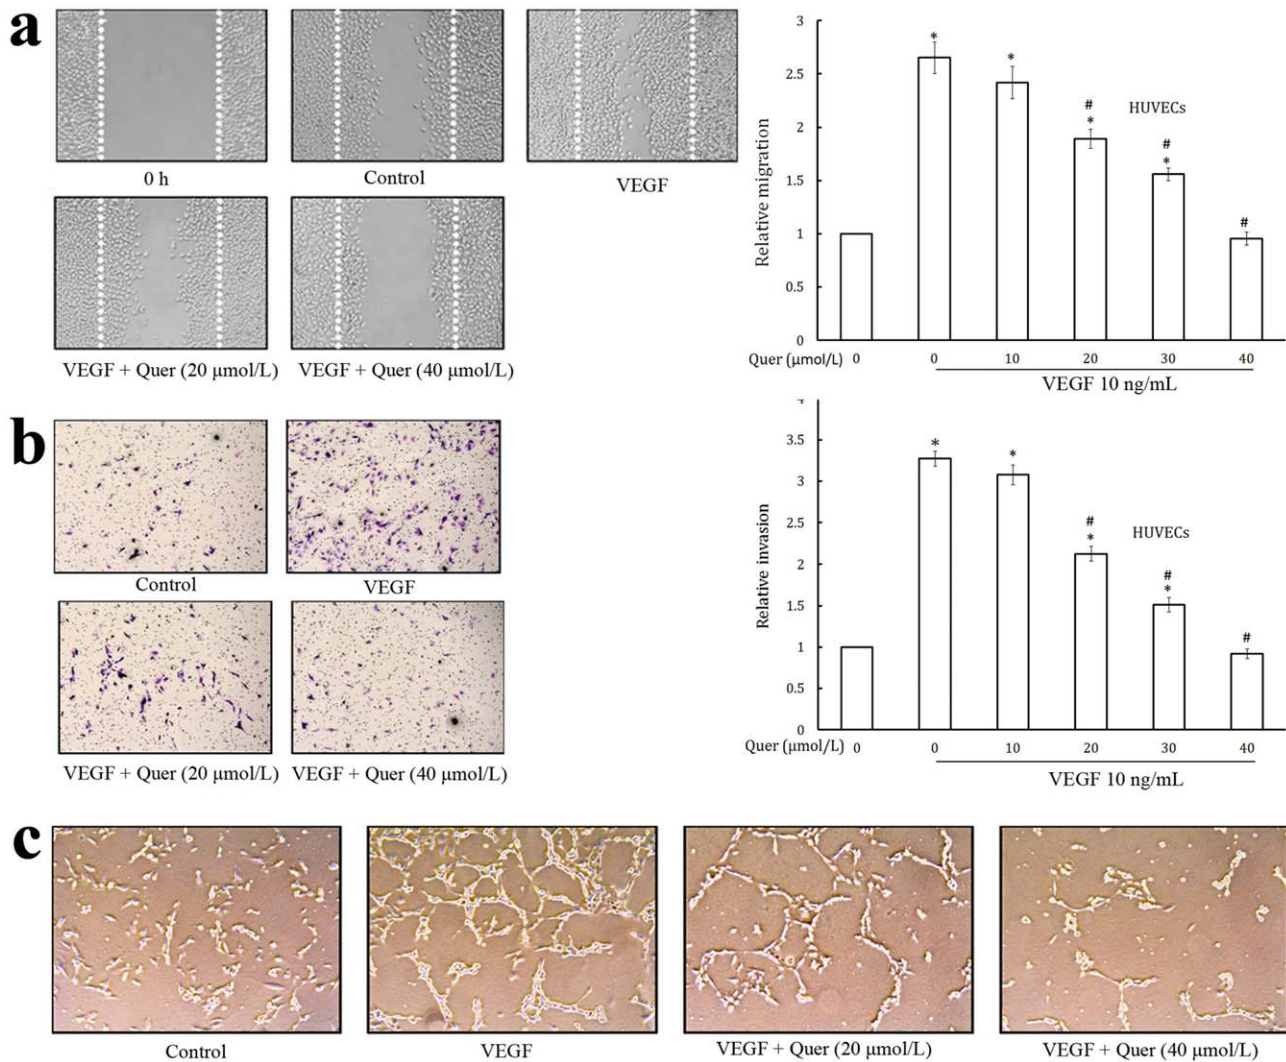 a
0 h
Control
VEGF
VEGF + Quer (20 μmol/L)
VEGF + Quer (40 μmol/L)
Relative migration
3
2.5
2
1.5
1
0.5
0
*
*
#
*
#
*
#
HUVECs
Quer (μmol/L) 0 0 10 20 30 40
VEGF 10 ng/mL
b
Control
VEGF
VEGF + Quer (20 μmol/L)
VEGF + Quer (40 μmol/L)
Relative invasion
4
3.5
3
2.5
2
1.5
1
0.5
0
*
*
#
*
#
*
#
HUVECs
Quer (μmol/L) 0 0 10 20 30 40
VEGF 10 ng/mL
c
Control
VEGF
VEGF + Quer (20 μmol/L)
VEGF + Quer (40 μmol/L)